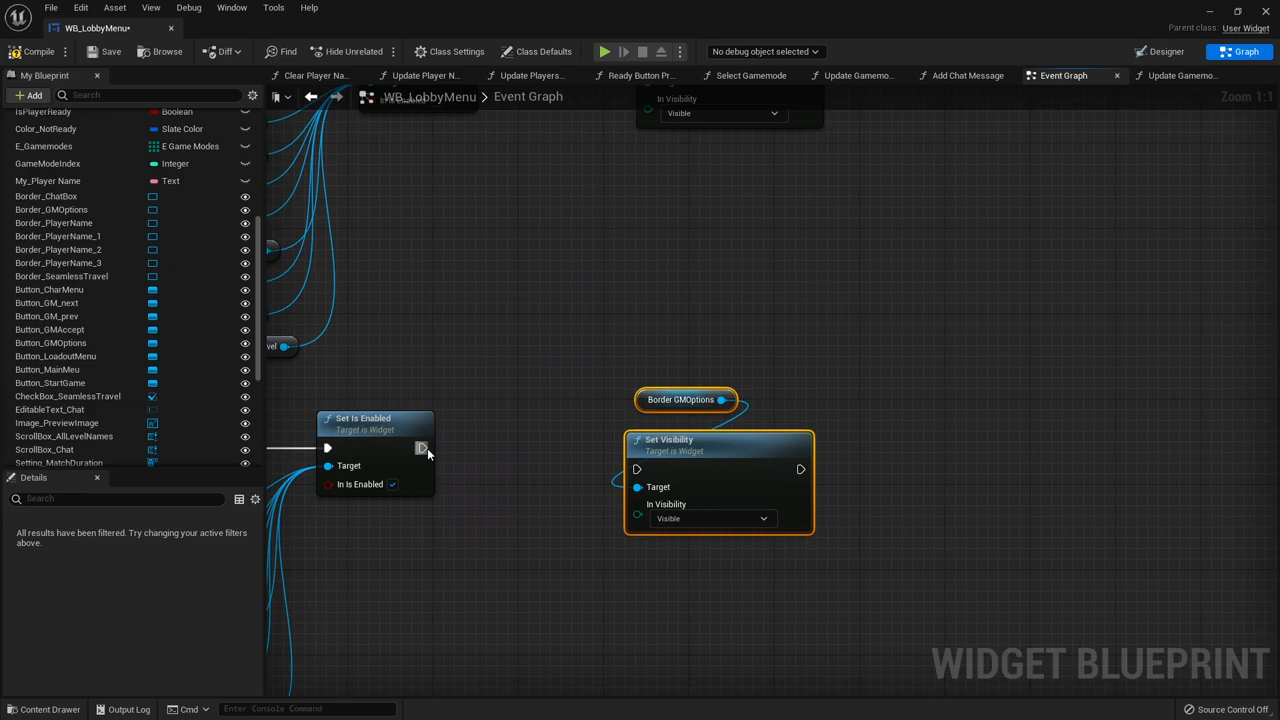 File Edit Asset View Debug Window Tools Help
WB_LobbyMenu•
Parent class: User Widget
Compile Save Browse Diff Find Hide Unrelated Class Settings Class Defaults No debug object selected Designer Graph
My Blueprint
Clear Player Na... Update Player N... Update Players... Ready Button Pr... Select Gamemode Update Gamemo... Add Chat Message Event Graph Update Gamemo...
Add Search
WB_LobbyMenu > Event Graph
Zoom 1:1
IsPlayerReady Boolean
Color_NotReady Slate Color
E_Gamemodes E Game Modes
GameModeIndex Integer
My_Player Name Text
Border_ChatBox
Border_GMOptions
Border_PlayerName
Border_PlayerName_1
Border_PlayerName_2
Border_PlayerName_3
Border_SeamlessTravel
Button_CharMenu
Button_GM_next
Button_GM_prev
Button_GMAccept
Button_GMOptions
Button_LoadoutMenu
Button_MainMeu
Button_StartGame
CheckBox_SeamlessTravel
EditableText_Chat
Image_PreviewImage
ScrollBox_AllLevelNames
ScrollBox_Chat
Setting_MatchDuration
Details
Search
All results have been filtered. Try changing your active filters
above.
In Visibility
Visible
vel
Set Is Enabled
Target is Widget
Target
In Is Enabled
Border GMOptions
Set Visibility
Target is Widget
Target
In Visibility
Visible
WIDGET BLUEPRINT
Content Drawer Output Log Cmd Enter Console Command Source Control Off